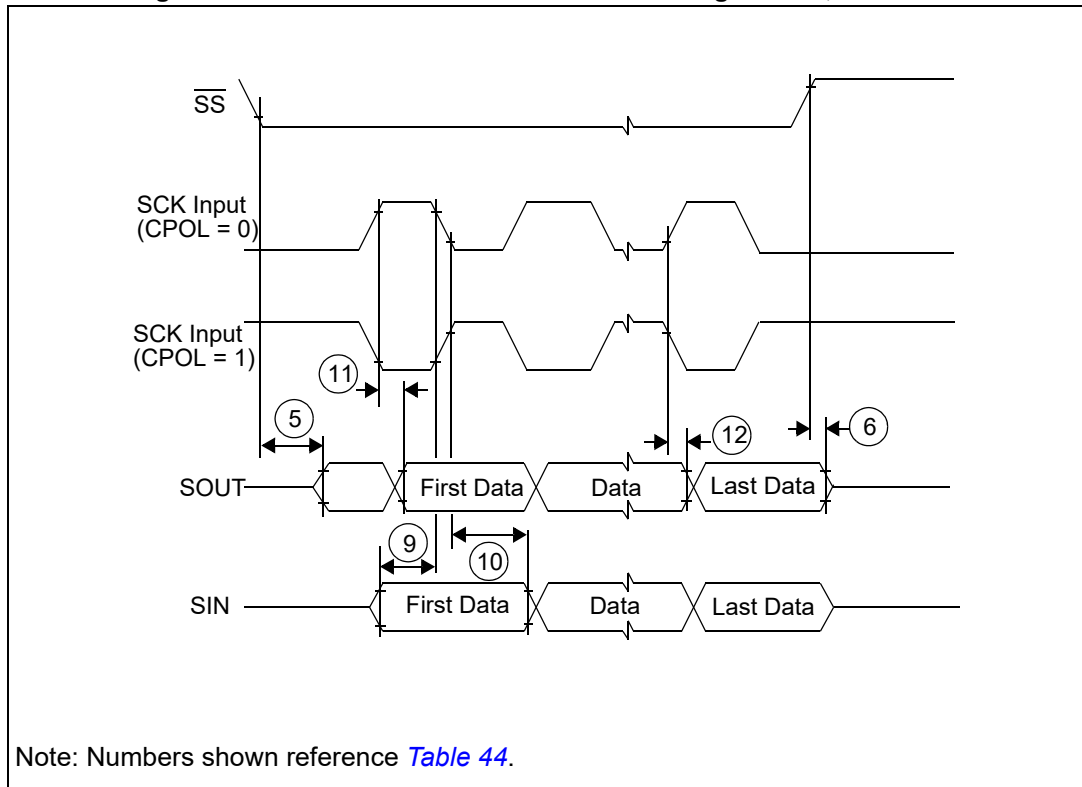 SS
SCK Input
(CPOL = 0)
SCK Input
(CPOL = 1)
11
5
12
6
SOUT
First Data
Data
Last Data
9
10
SIN
First Data
Data
Last Data
Note: Numbers shown reference Table 44.